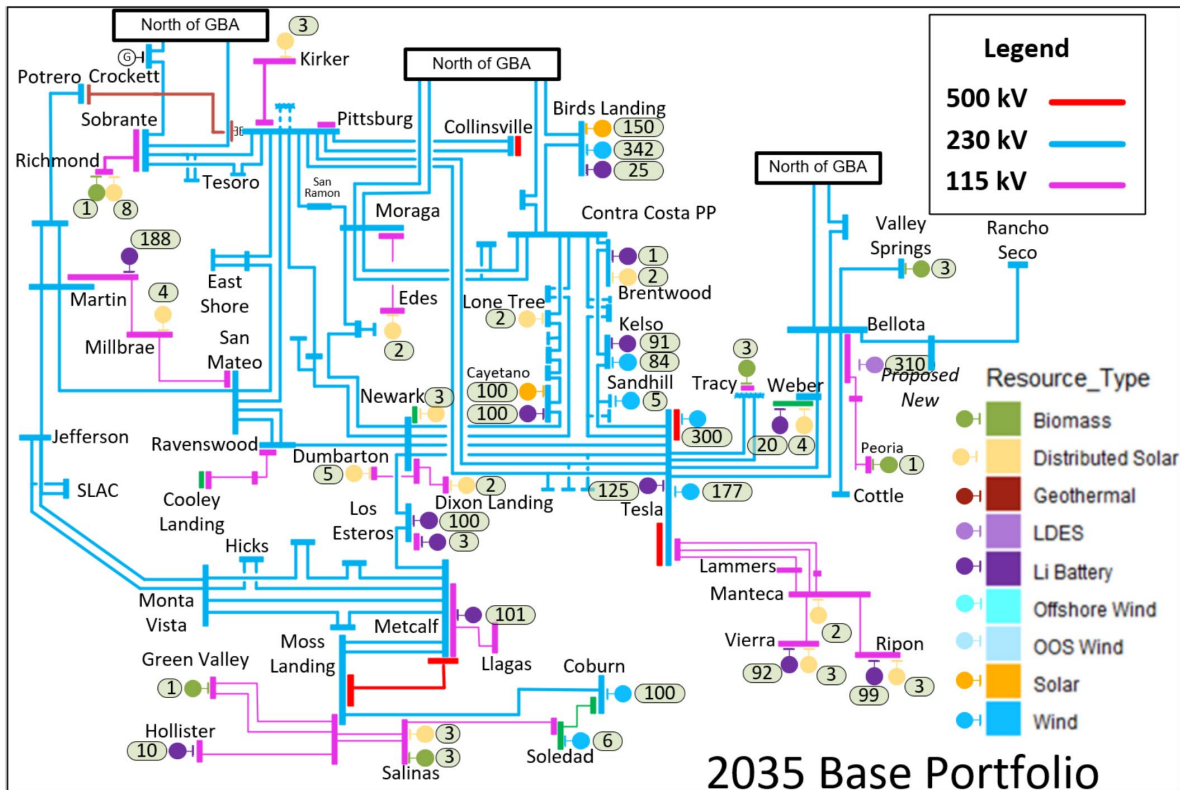 North of GBA
3
Kirker
G
Potrero
Crockett
Sobrante
Richmond
1
8
Tesoro
Pittsburg
Collinsville
San
Ramon
North of GBA
Birds Landing
150
342
25
Moraga
Contra Costa PP
188
Martin
4
Millbrae
San
Mateo
East
Shore
Edes
2
Lone Tree
2
1
2
Brentwood
Kelso
91
84
Cayetano
100
100
Sandhill
5
North of GBA
Valley
Springs
3
Rancho
Seco
Bellota
310
Proposed
New
3
Tracy
Weber
20
4
Peoria
1
Cottle
Jefferson
SLAC
Ravenswood
Cooley
Landing
Newark
3
Dumbarton
5
2
Dixon Landing
Los
Esteros
100
3
300
125
177
Tesla
Hicks
Monta
Vista
Moss
Landing
Metcalf
101
Llagas
Lammers
Manteca
2
Vierra
92
3
Ripon
99
3
Green Valley
1
Hollister
10
3
3
Salinas
Coburn
100
6
Soledad
Legend
500 kV
230 kV
115 kV
Resource_Type
Biomass
Distributed Solar
Geothermal
LDES
Li Battery
Offshore Wind
OOS Wind
Solar
Wind
2035 Base Portfolio